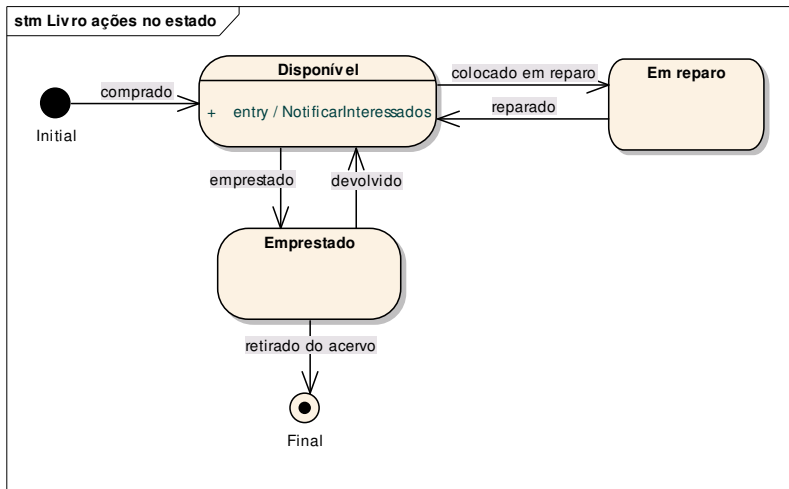 stm Livro ações no estado
Disponível
+ entry / NotificarInteressados
colocado em reparo
Em reparo
comprado
reparado
Initial
emprestado
devolvido
Emprestado
retirado do acervo
Final